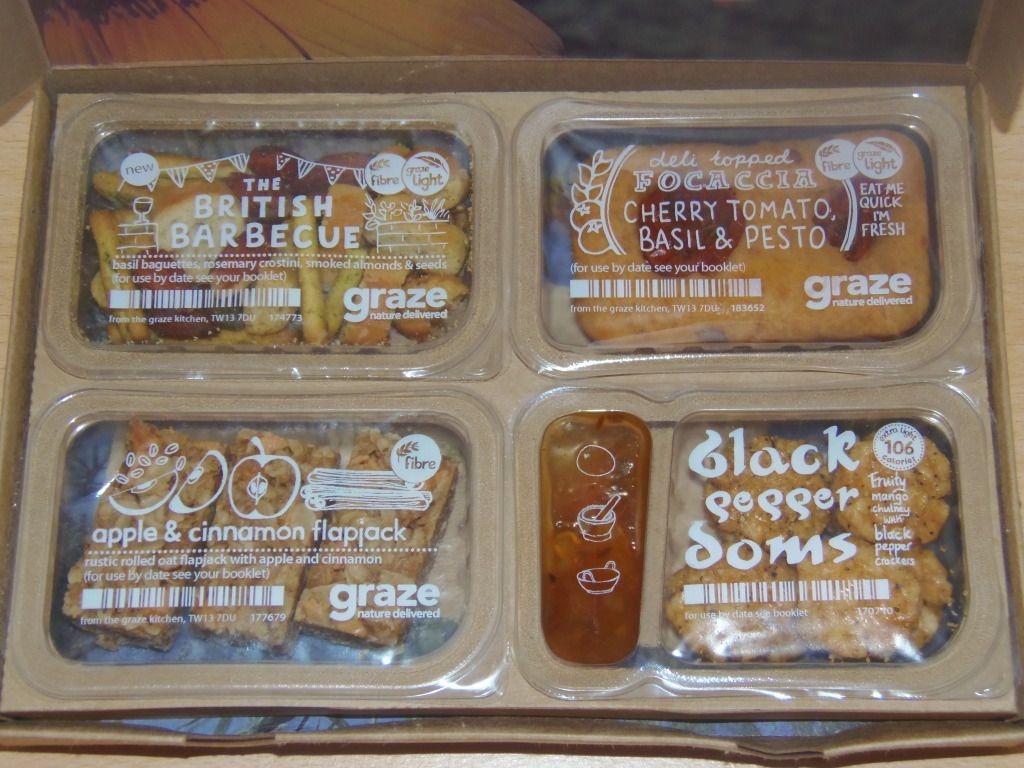 new
fibre
graze
light
THE
BRITISH
BARBECUE
basil baguettes, rosemary crostini, smoked almonds & seeds
(for use by date see your booklet)
from the graze kitchen, TW13 7DU 174773
graze
nature delivered
deli topped
FOCACCIA
fibre
graze
light
CHERRY TOMATO,
BASIL & PESTO
EAT ME
QUICK
I'M
FRESH
(for use by date see your booklet)
from the graze kitchen, TW13 7DU 183652
graze
nature delivered
fibre
apple & cinnamon flapjack
rustic rolled oat flapjack with apple and cinnamon
(for use by date see your booklet)
from the graze kitchen, TW13 7DU 177679
graze
nature delivered
black
pepper
doms
extra light
106
calories
fruity
mango
chutney
with
black
pepper
crackers
for use by date see booklet 170710